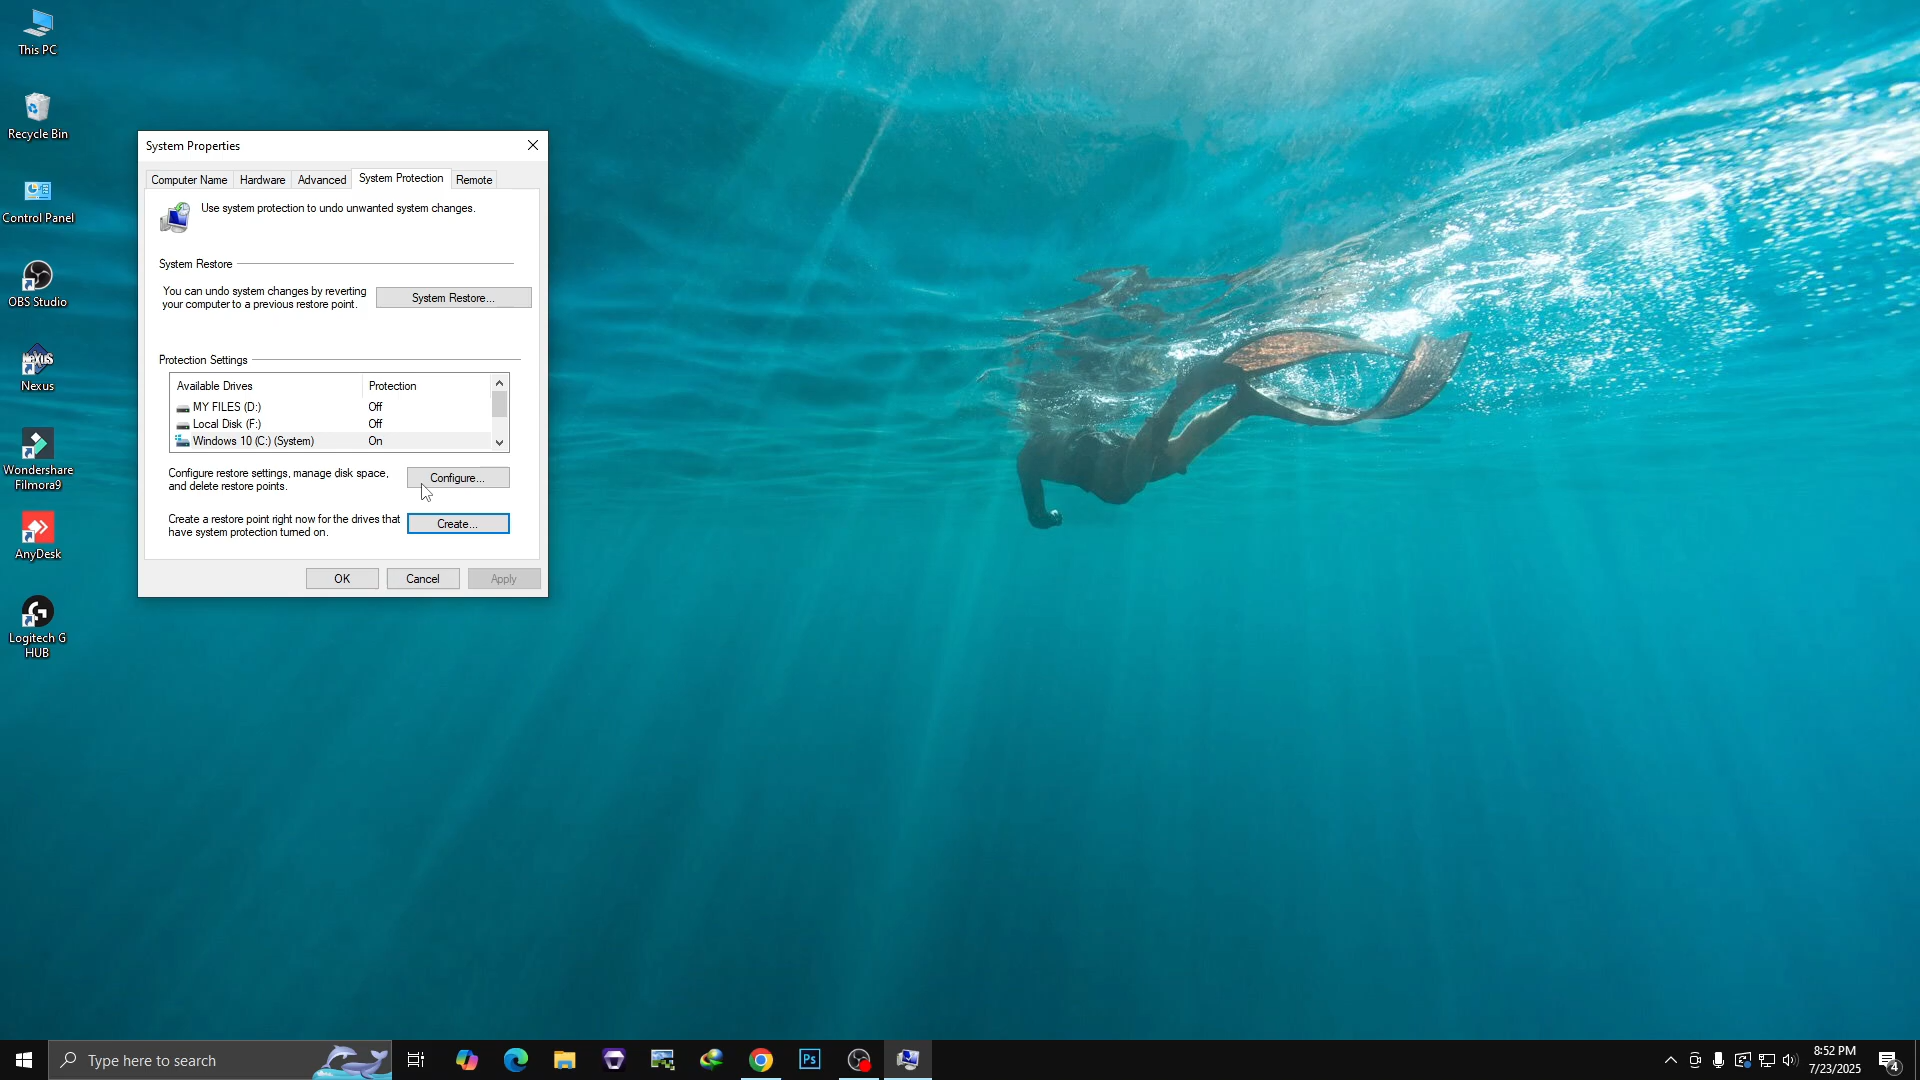 This PC
Recycle Bin
Control Panel
OBS Studio
NeXuS
Nexus
Wondershare
Filmora9
AnyDesk
Logitech G
HUB
System Properties
Computer Name
Hardware
Advanced
System Protection
Remote
Use system protection to undo unwanted system changes.
System Restore
You can undo system changes by reverting
your computer to a previous restore point.
System Restore...
Protection Settings
Available Drives
Protection
MY FILES (D:)
Off
Local Disk (F:)
Off
Windows 10 (C:) (System)
On
Configure restore settings, manage disk space,
and delete restore points.
Configure...
Create a restore point right now for the drives that
have system protection turned on.
Create...
OK
Cancel
Apply
Type here to search
Ps
8:52 PM
7/23/2025
4